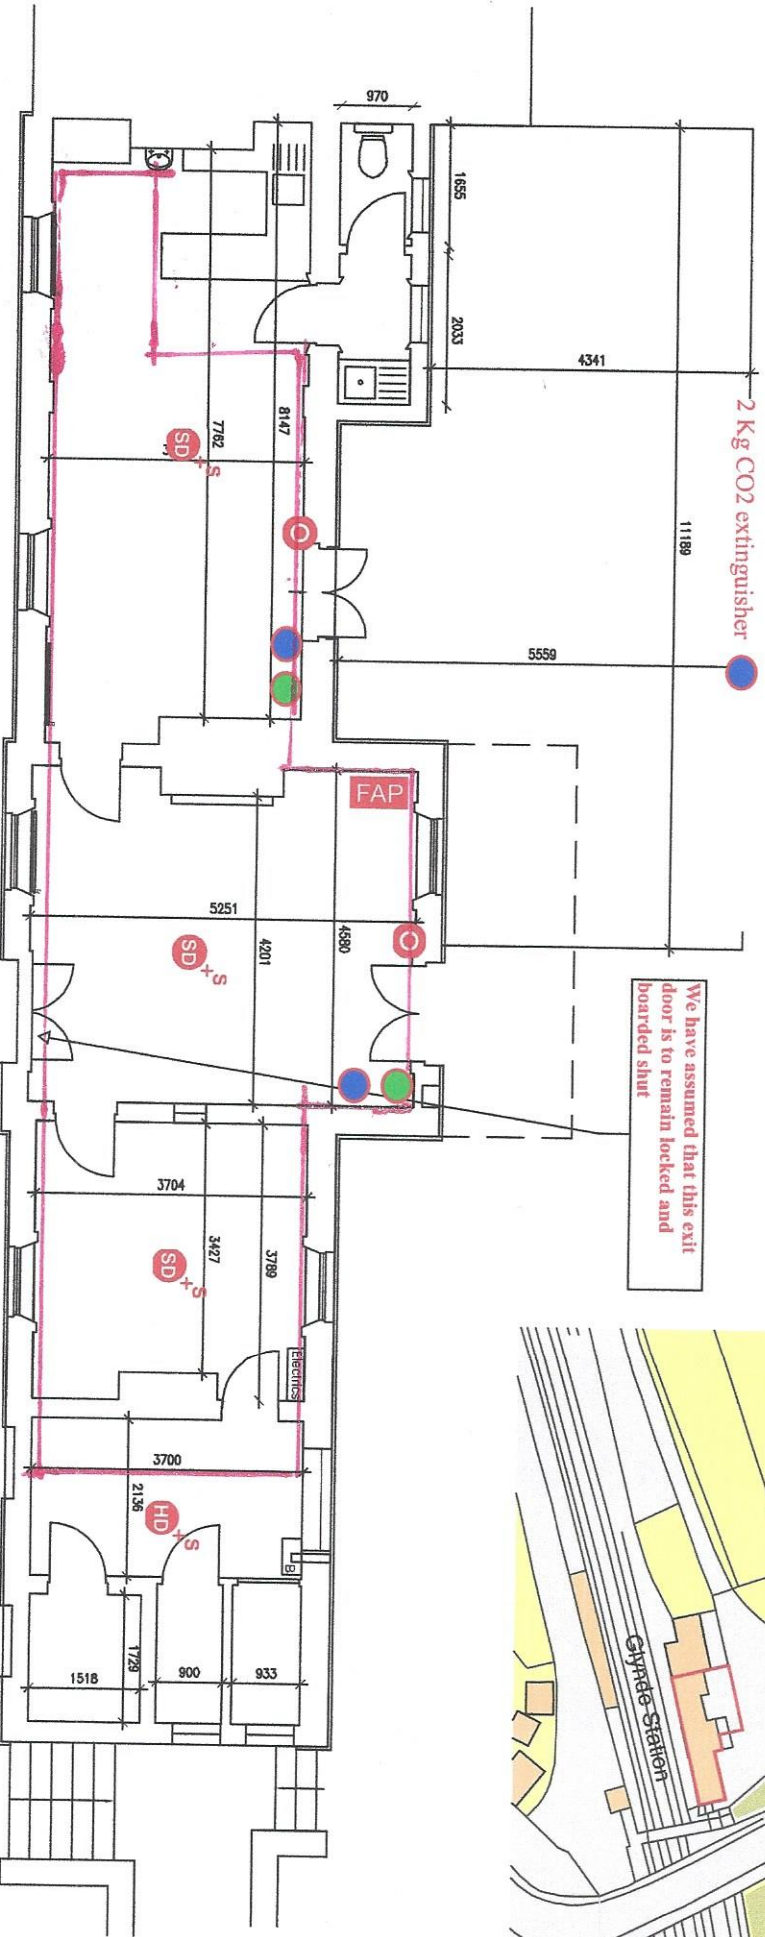 2 Kg CO2 extinguisher
We have assumed that this exit
door is to remain locked and
boarded shut
Glynde Station
970
1655
2033
4341
11189
5559
7762
8147
SD
+S
FAP
5251
4201
4580
SD
+S
3704
3427
3789
SD
+S
Electrics
3700
2136
HD
+S
B
1518
1729
900
933